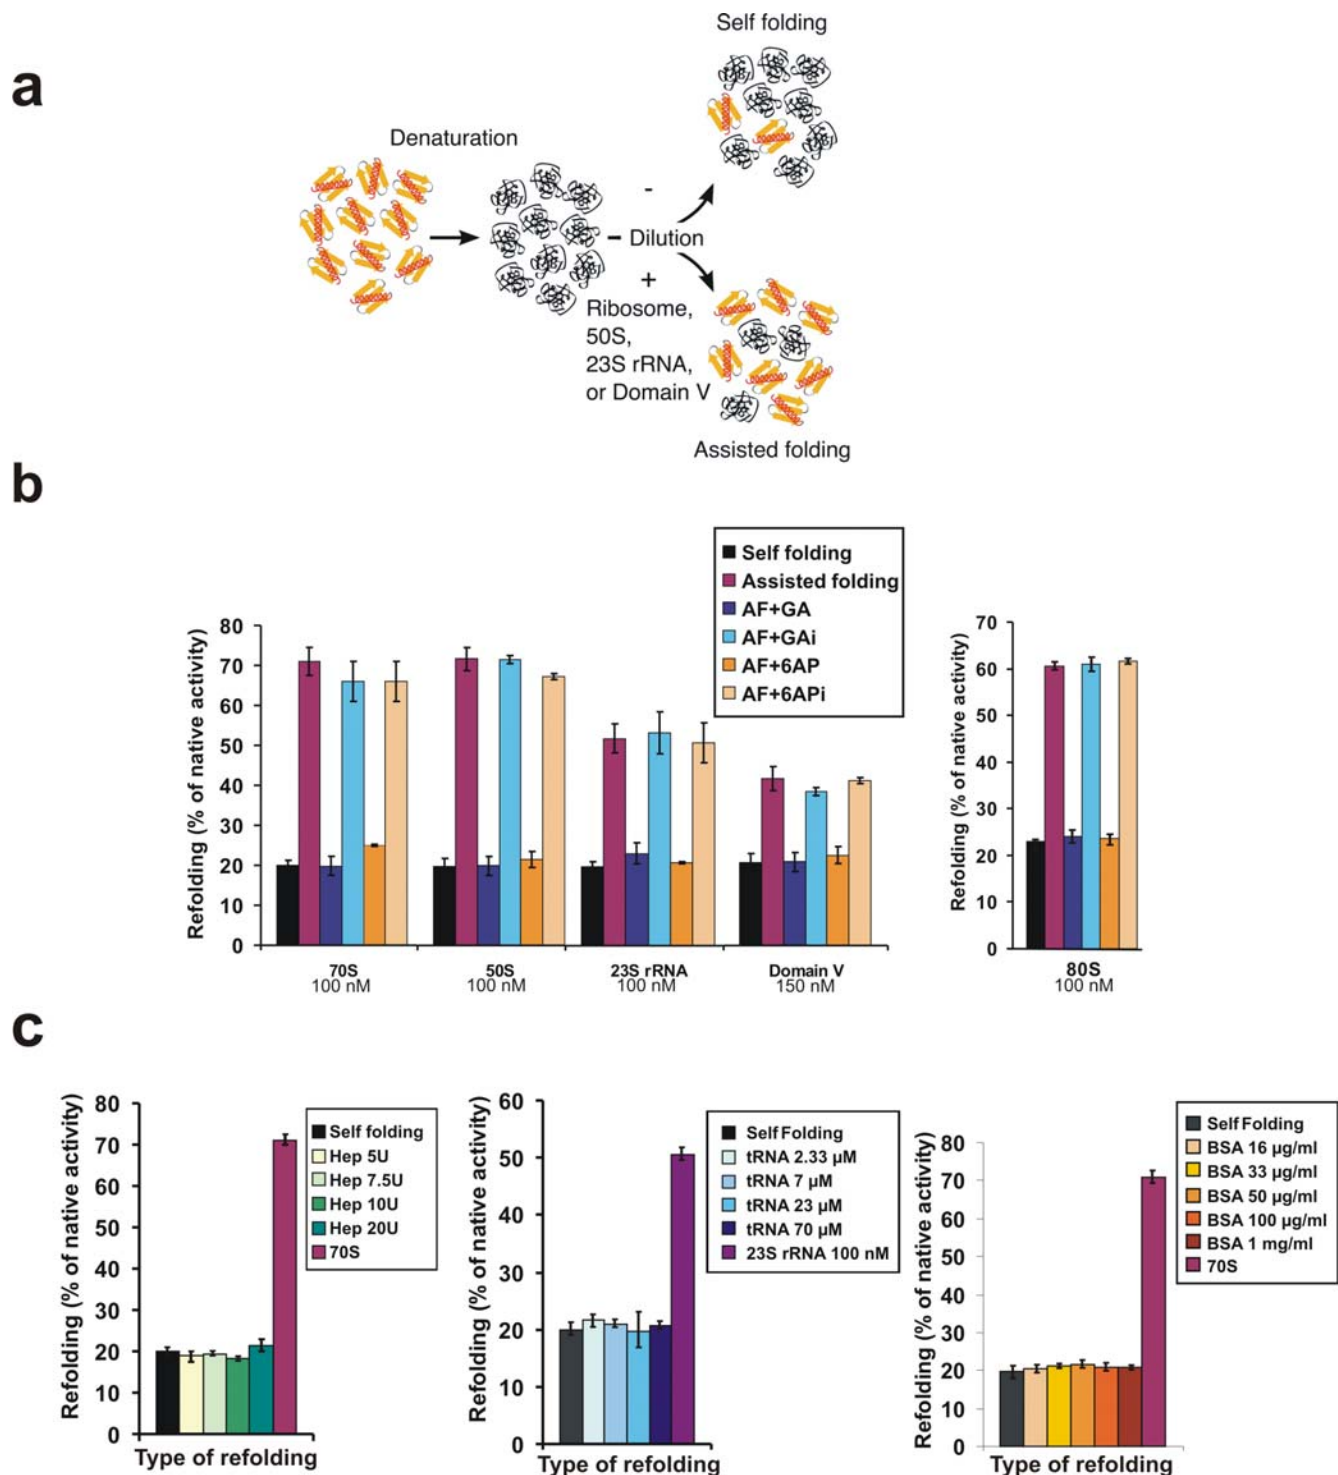 a
Self folding
Denaturation
-
Dilution
+
Ribosome,
50S,
23S rRNA,
or Domain V
Assisted folding
b
Self folding
Assisted folding
AF+GA
AF+GAi
AF+6AP
AF+6APi
Refolding (% of native activity)
80
70
60
50
40
30
20
10
0
70S
100 nM
50S
100 nM
23S rRNA
100 nM
Domain V
150 nM
Refolding (% of native activity)
70
60
50
40
30
20
10
0
80S
100 nM
c
Refolding (% of native activity)
80
70
60
50
40
30
20
10
0
Type of refolding
Self folding
Hep 5U
Hep 7.5U
Hep 10U
Hep 20U
70S
Refolding (% of native activity)
60
50
40
30
20
10
0
Type of refolding
Self Folding
tRNA 2.33 µM
tRNA 7 µM
tRNA 23 µM
tRNA 70 µM
23S rRNA 100 nM
Refolding (% of native activity)
80
70
60
50
40
30
20
10
0
Type of refolding
Self Folding
BSA 16 µg/ml
BSA 33 µg/ml
BSA 50 µg/ml
BSA 100 µg/ml
BSA 1 mg/ml
70S